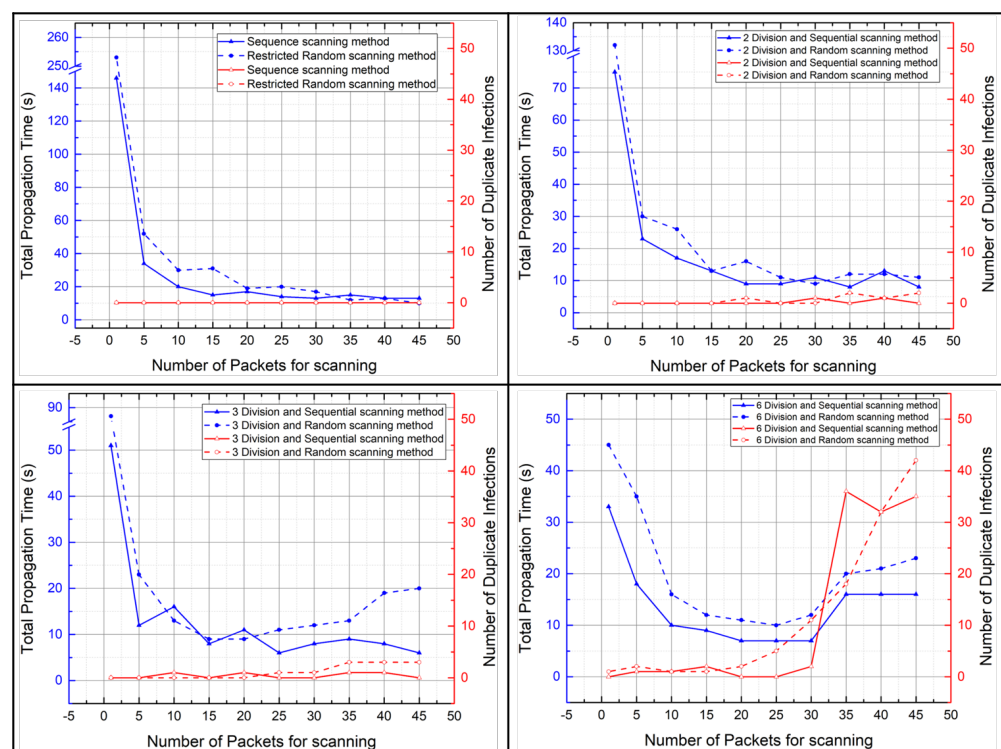 Total Propagation Time (s)
260
250
140
120
100
80
60
40
20
0
Sequence scanning method
Restricted Random scanning method
Sequence scanning method
Restricted Random scanning method
50
40
30
20
10
0
Number of Duplicate Infections
-5 0 5 10 15 20 25 30 35 40 45 50
Number of Packets for scanning
Total Propagation Time (s)
140
130
70
60
50
40
30
20
10
0
2 Division and Sequential scanning method
2 Division and Random scanning method
2 Division and Sequential scanning method
2 Division and Random scanning method
50
40
30
20
10
0
Number of Duplicate Infections
-5 0 5 10 15 20 25 30 35 40 45 50
Number of Packets for scanning
Total Propagation Time (s)
90
50
40
30
20
10
0
3 Division and Sequential scanning method
3 Division and Random scanning method
3 Division and Sequential scanning method
3 Division and Random scanning method
50
40
30
20
10
0
Number of Duplicate Infections
-5 0 5 10 15 20 25 30 35 40 45 50
Number of Packets for scanning
Total Propagation Time (s)
50
40
30
20
10
0
6 Division and Sequential scanning method
6 Division and Random scanning method
6 Division and Sequential scanning method
6 Division and Random scanning method
50
40
30
20
10
0
Number of Duplicate Infections
-5 0 5 10 15 20 25 30 35 40 45 50
Number of Packets for scanning